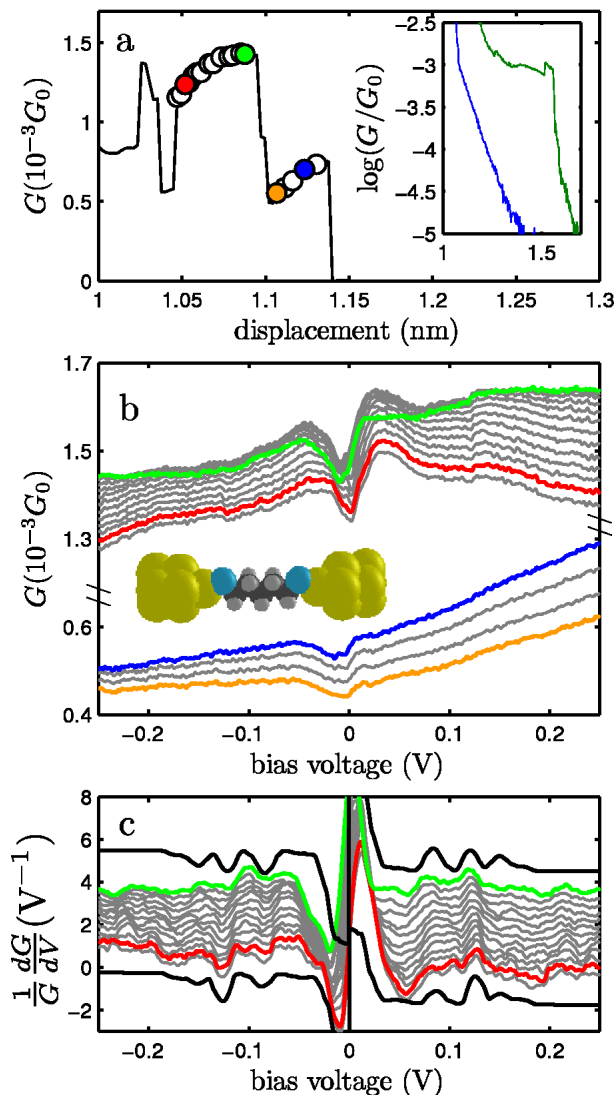 a
G(10⁻³G₀)
1.5
1
0.5
0
1 1.05 1.1 1.15 1.2 1.25 1.3
displacement (nm)
log(G/G₀)
−2.5
−3
−3.5
−4
−4.5
−5
1 1.5
b
G(10⁻³G₀)
1.7
1.5
1.3
0.6
0.4
−0.2 −0.1 0 0.1 0.2
bias voltage (V)
c
1/G dG/dV (V⁻¹)
8
6
4
2
0
−2
−0.2 −0.1 0 0.1 0.2
bias voltage (V)